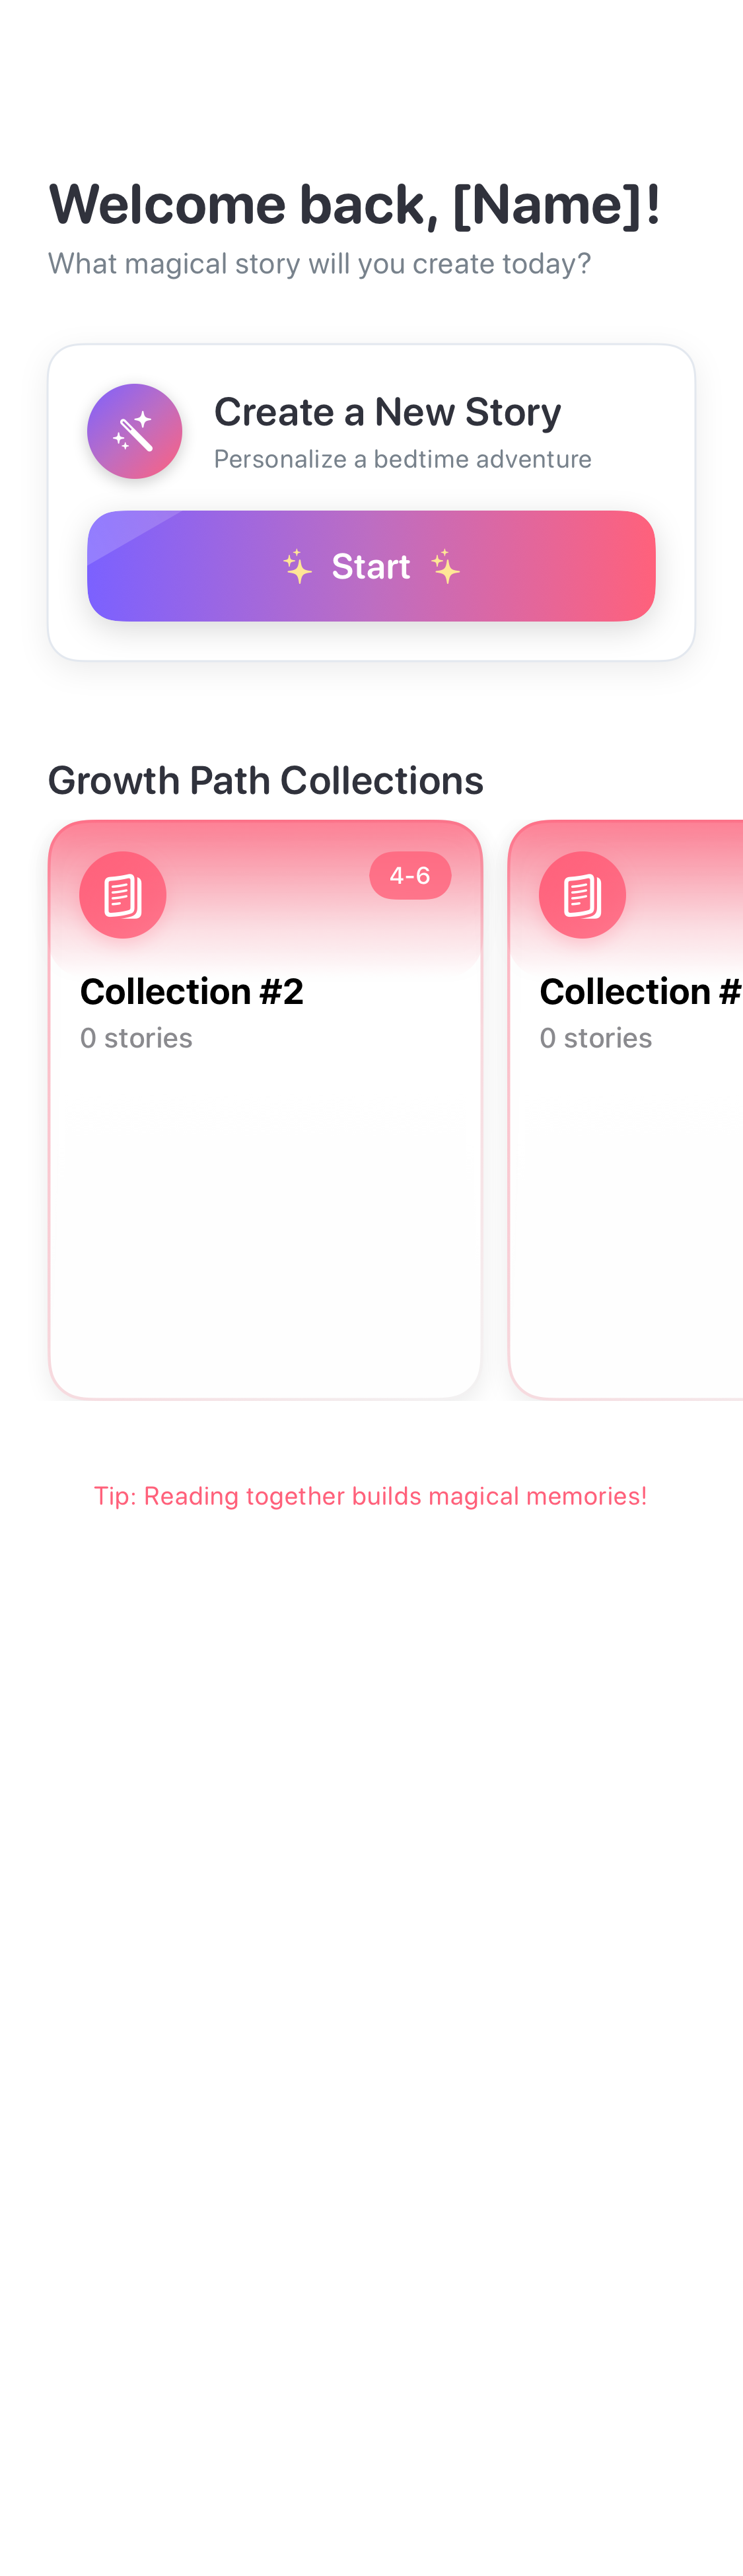 Welcome back, [Name]!
What magical story will you create today?
Create a New Story
Personalize a bedtime adventure
Start
Growth Path Collections
4-6
Collection #2
0 stories
Collection #
0 stories
Tip: Reading together builds magical memories!